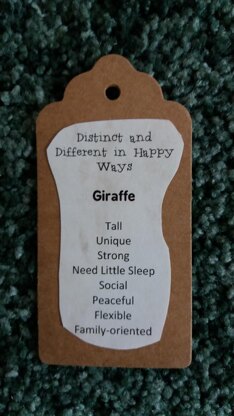 Distinct and
Different in Happy
Ways
Giraffe
Tall
Unique
Strong
Need Little Sleep
Social
Peaceful
Flexible
Family-oriented